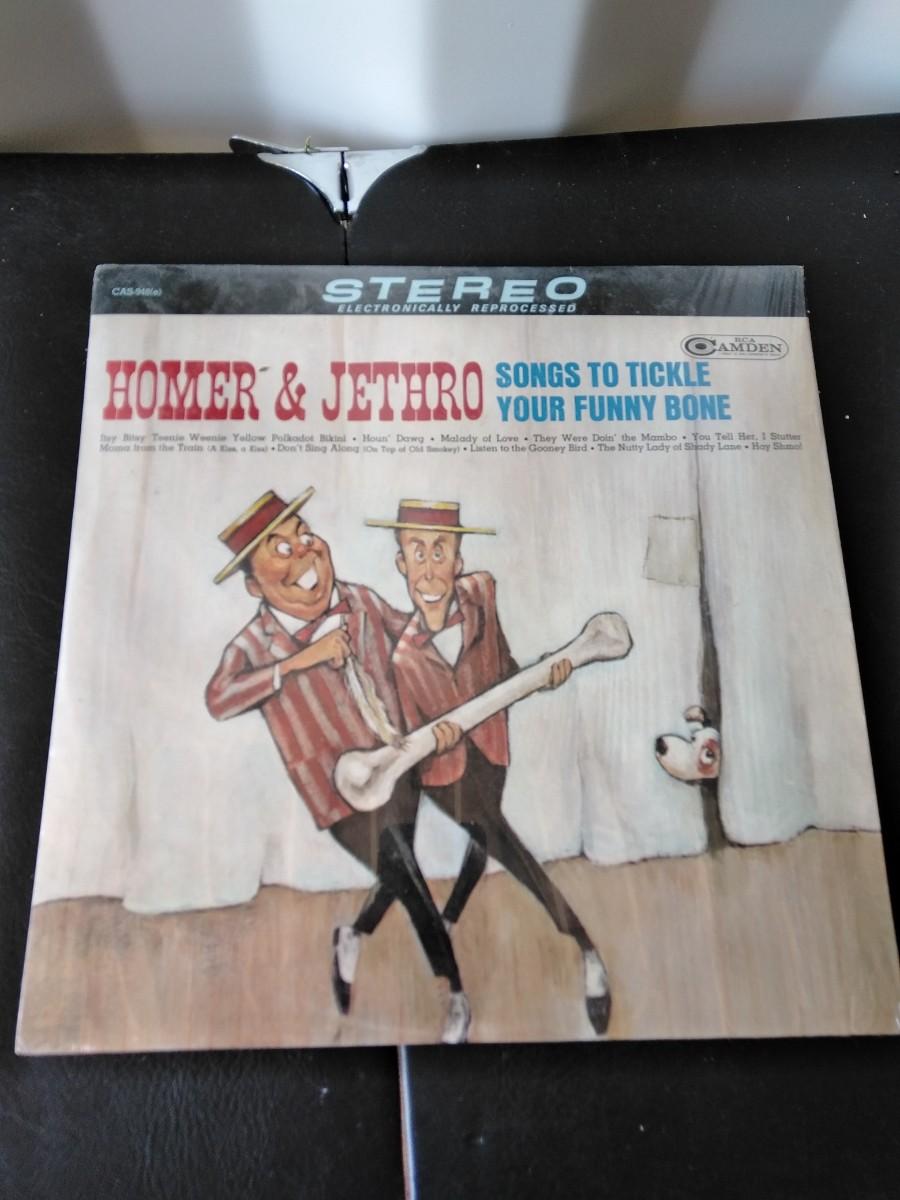 CAS-948(e)
STEREO
ELECTRONICALLY REPROCESSED
RCA
CAMDEN
HOMER & JETHRO
SONGS TO TICKLE
YOUR FUNNY BONE
Itsy Bitsy Teenie Weenie Yellow Polkadot Bikini • Houn' Dawg • Malady of Love • They Were Doin' the Mambo • You Tell Her, I Stutter
Mama from the Train (A Kiss, a Kiss) • Don't Sing Along (On Top of Old Smokey) • Listen to the Gooney Bird • The Nutty Lady of Shady Lane • Hey Shmo!